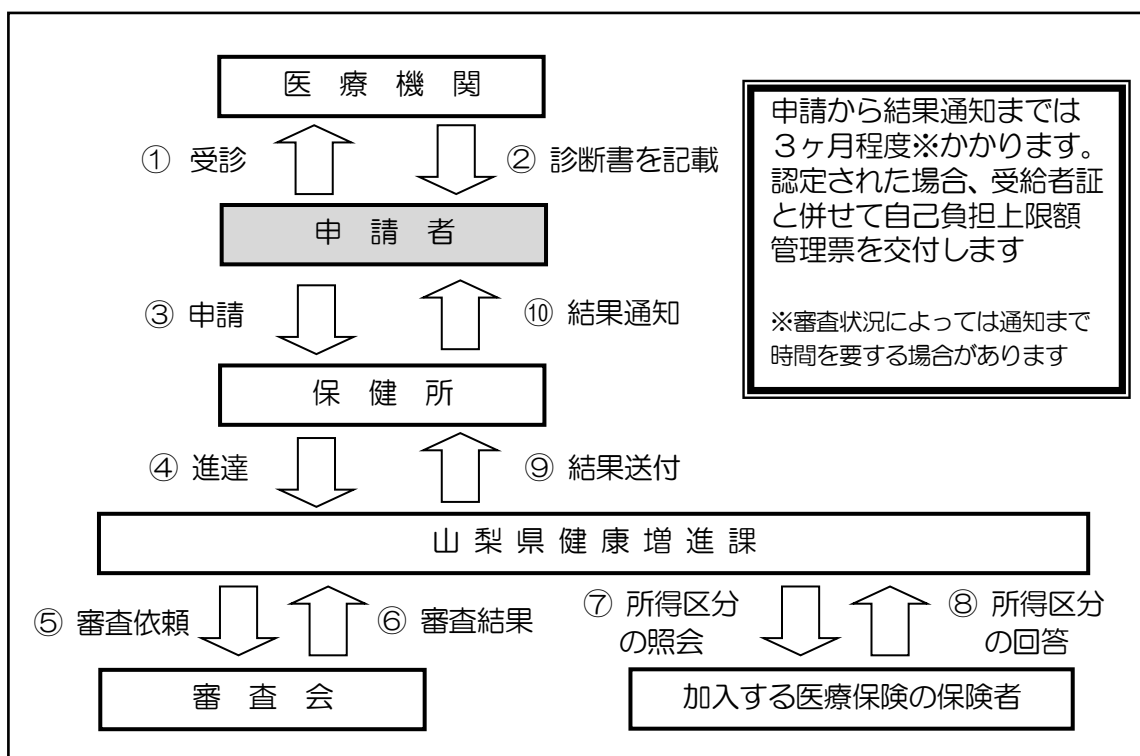 医療機関
① 受診
② 診断書を記載
申請者
③ 申請
⑩ 結果通知
保健所
④ 進達
⑨ 結果送付
山梨県健康増進課
⑤ 審査依頼
⑥ 審査結果
⑦ 所得区分
の照会
⑧ 所得区分
の回答
審査会
加入する医療保険の保険者
申請から結果通知までは
3ヶ月程度※かかります。
認定された場合、受給者証
と併せて自己負担上限額
管理票を交付します
※審査状況によっては通知まで
時間を要する場合があります